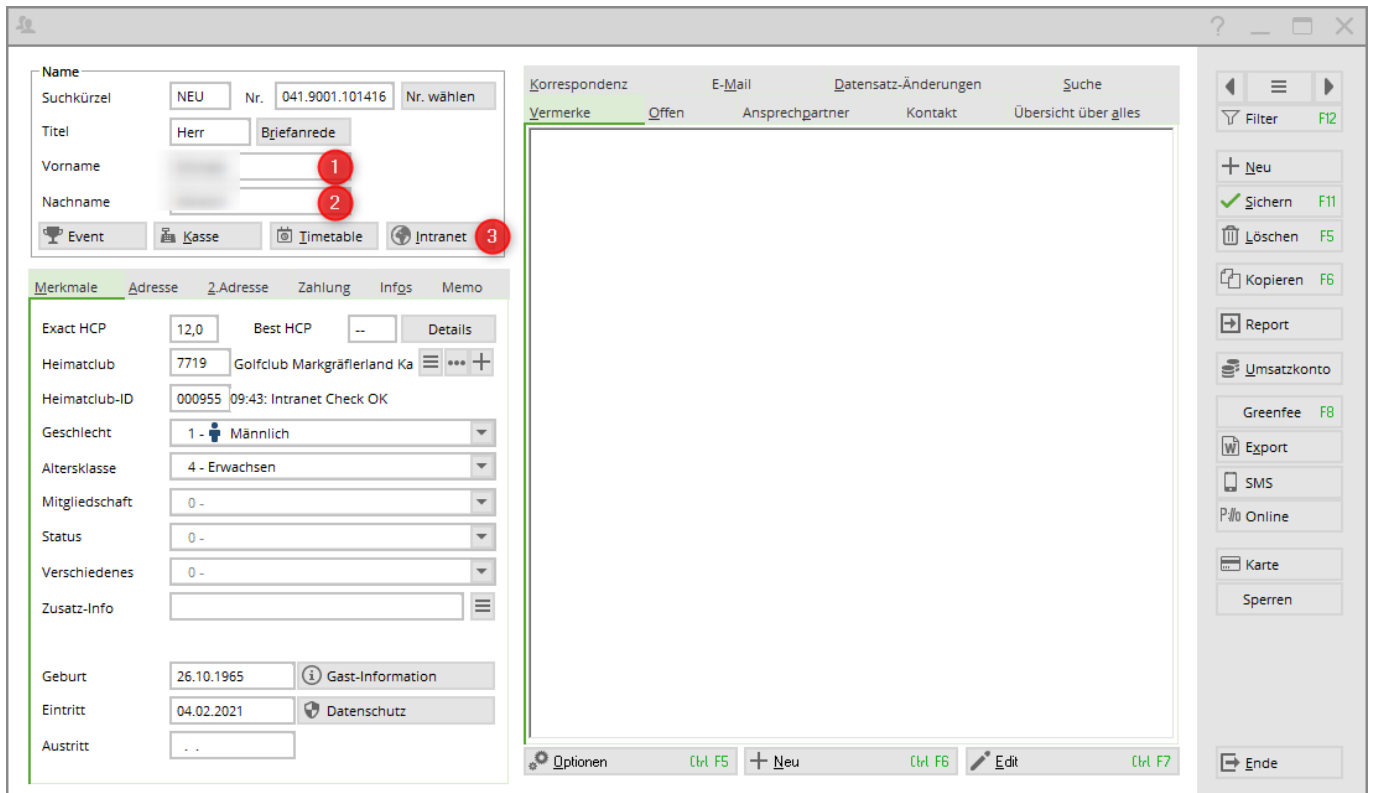 Name
Suchkürzel NEU Nr. 041.9001.101416 Nr. wählen
Titel Herr Briefanrede
Vorname 1
Nachname 2
Event Kasse Timetable Intranet 3
Merkmale Adresse 2.Adresse Zahlung Infos Memo
Exact HCP 12,0 Best HCP -- Details
Heimatclub 7719 Golfclub Markgräflerland Ka
Heimatclub-ID 000955 09:43: Intranet Check OK
Geschlecht 1 - Männlich
Altersklasse 4 - Erwachsen
Mitgliedschaft 0 -
Status 0 -
Verschiedenes 0 -
Zusatz-Info
Geburt 26.10.1965 Gast-Information
Eintritt 04.02.2021 Datenschutz
Austritt . .
Korrespondenz E-Mail Datensatz-Änderungen Suche
Vermerke Offen Ansprechpartner Kontakt Übersicht über alles
Optionen Ctrl F5 Neu Ctrl F6 Edit Ctrl F7
?
Filter F12
Neu
Sichern F11
Löschen F5
Kopieren F6
Report
Umsatzkonto
Greenfee F8
W Export
SMS
P:// Online
Karte
Sperren
Ende